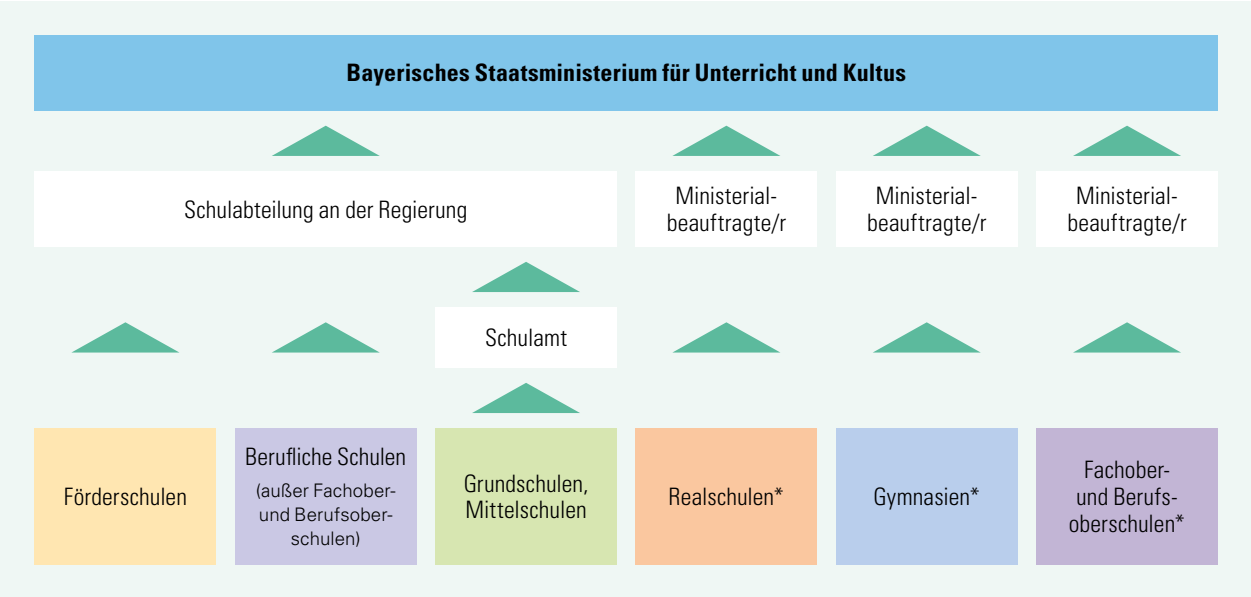 Bayerisches Staatsministerium für Unterricht und Kultus
Schulabteilung an der Regierung
Ministerial-
beauftragte/r
Ministerial-
beauftragte/r
Ministerial-
beauftragte/r
Schulamt
Förderschulen
Berufliche Schulen
(außer Fachober-
und Berufsober-
schulen)
Grundschulen,
Mittelschulen
Realschulen*
Gymnasien*
Fachober-
und Berufs-
oberschulen*